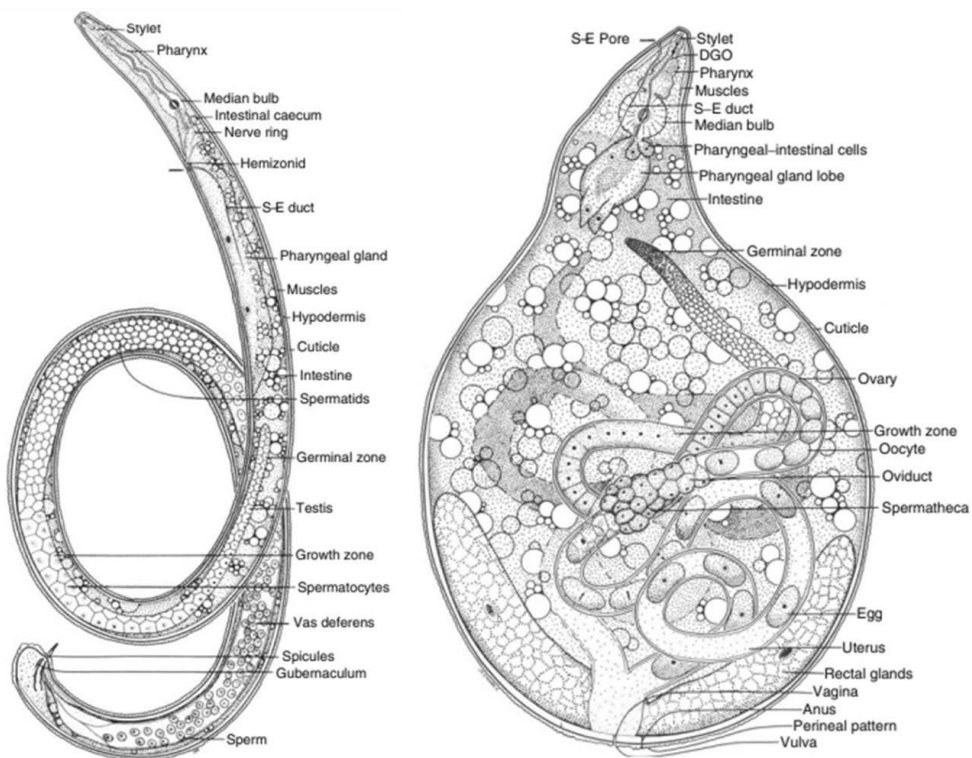 Stylet
Pharynx
Median bulb
Intestinal caecum
Nerve ring
Hemizonid
S-E duct
Pharyngeal gland
Muscles
Hypodermis
Cuticle
Intestine
Spermatids
Germinal zone
Testis
Growth zone
Spermatocytes
Vas deferens
Spicules
Gubernaculum
Sperm
S-E Pore
Stylet
DGO
Pharynx
Muscles
S-E duct
Median bulb
Pharyngeal-intestinal cells
Pharyngeal gland lobe
Intestine
Germinal zone
Hypodermis
Cuticle
Ovary
Growth zone
Oocyte
Oviduct
Spermatheca
Egg
Uterus
Rectal glands
Vagina
Anus
Perineal pattern
Vulva